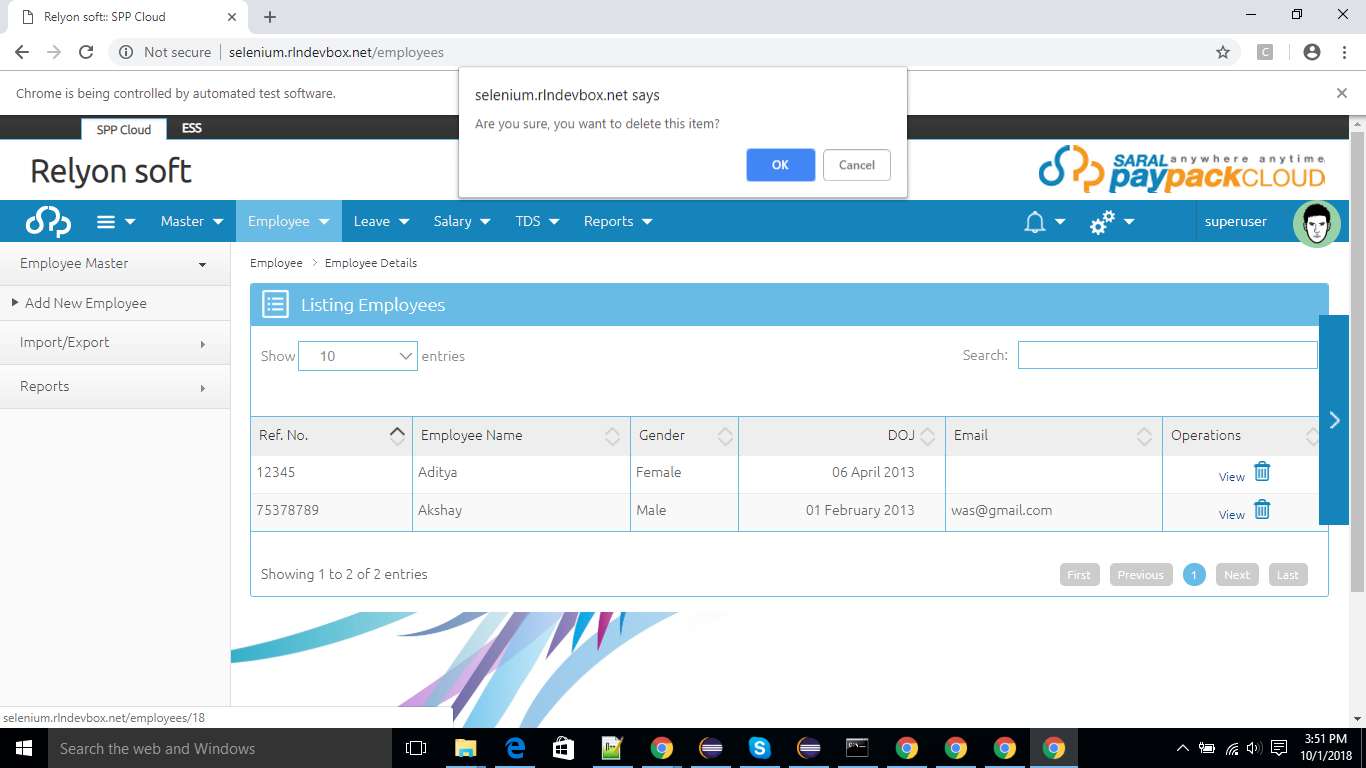 Relyon soft:: SPP Cloud
Not secure selenium.rlndevbox.net/employees
C
Chrome is being controlled by automated test software.
selenium.rlndevbox.net says
Are you sure, you want to delete this item?
OK Cancel
SPP Cloud ESS
Relyon soft
SARAL anywhere anytime
paypackCLOUD
Master Employee Leave Salary TDS Reports superuser
Employee Master
Add New Employee
Import/Export
Reports
Employee > Employee Details
Listing Employees
Show 10 entries Search:
Ref. No. Employee Name Gender DOJ Email Operations
12345 Aditya Female 06 April 2013 View
75378789 Akshay Male 01 February 2013 was@gmail.com View
Showing 1 to 2 of 2 entries First Previous 1 Next Last
selenium.rlndevbox.net/employees/18
Search the web and Windows
3:51 PM
10/1/2018